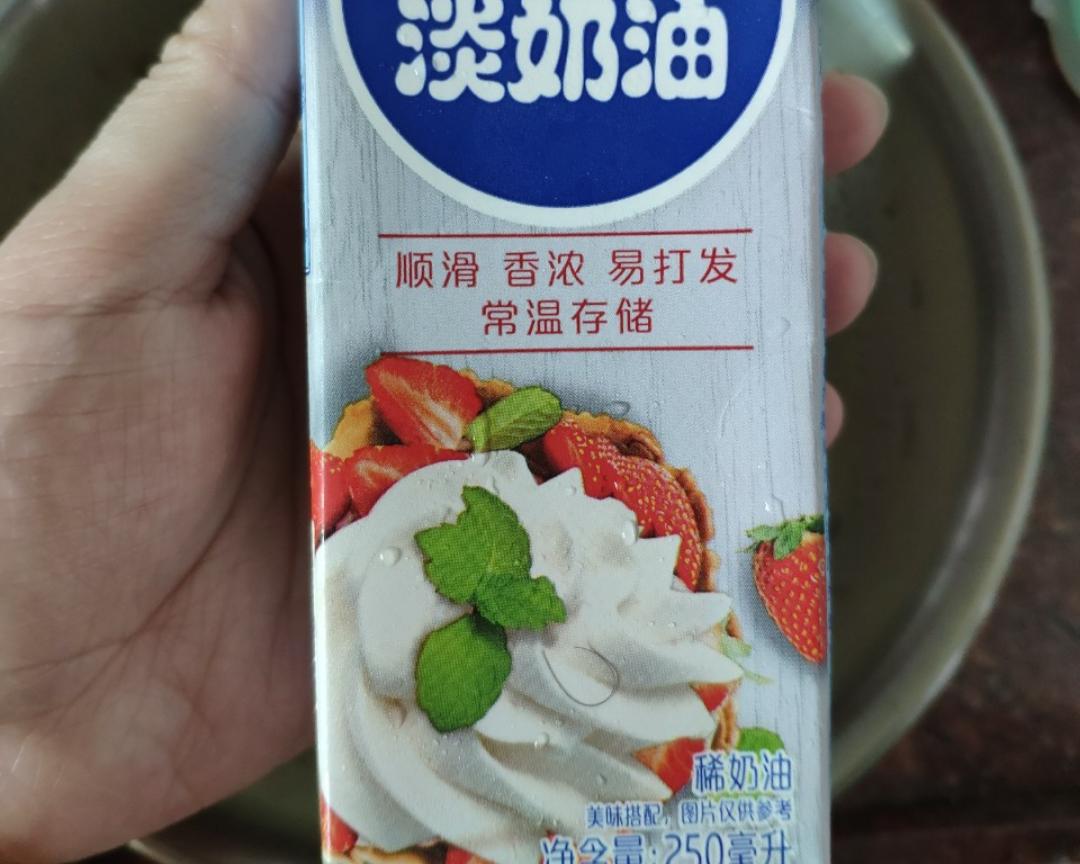 淡奶油
顺滑 香浓 易打发
常温存储
稀奶油
美味搭配，图片仅供参考
净含量:250毫升